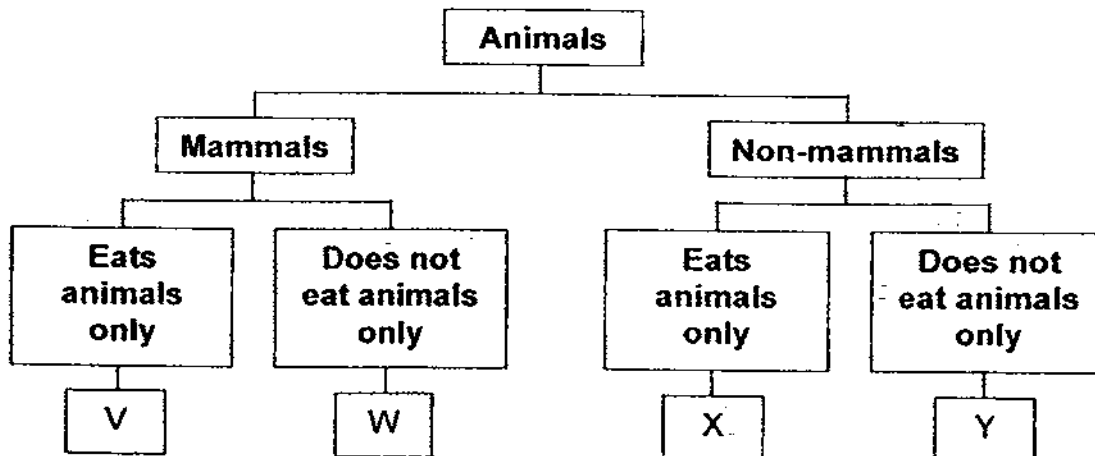 Animals
Mammals
Non-mammals
Eats
animals
only
Does not
eat animals
only
Eats
animals
only
Does not
eat animals
only
V
W
X
Y